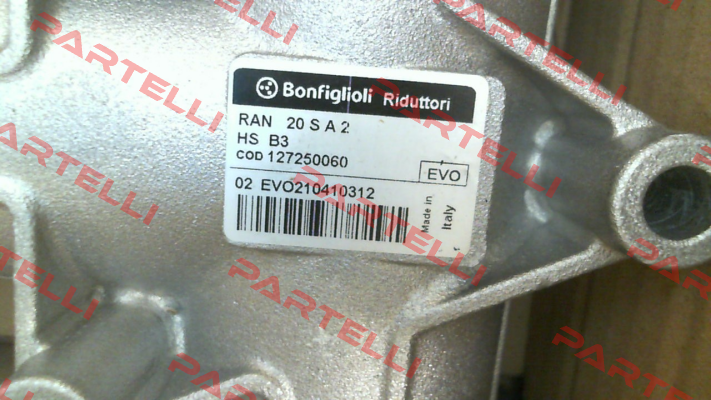 Bonfiglioli Riduttori
RAN 20 S A 2
HS B3
COD 127250060
EVO
02 EVO210410312
Made in
Italy
PARTELLI
PARTELLI
PARTELLI
PARTELLI
PARTELLI
PARTELLI
PARTELLI